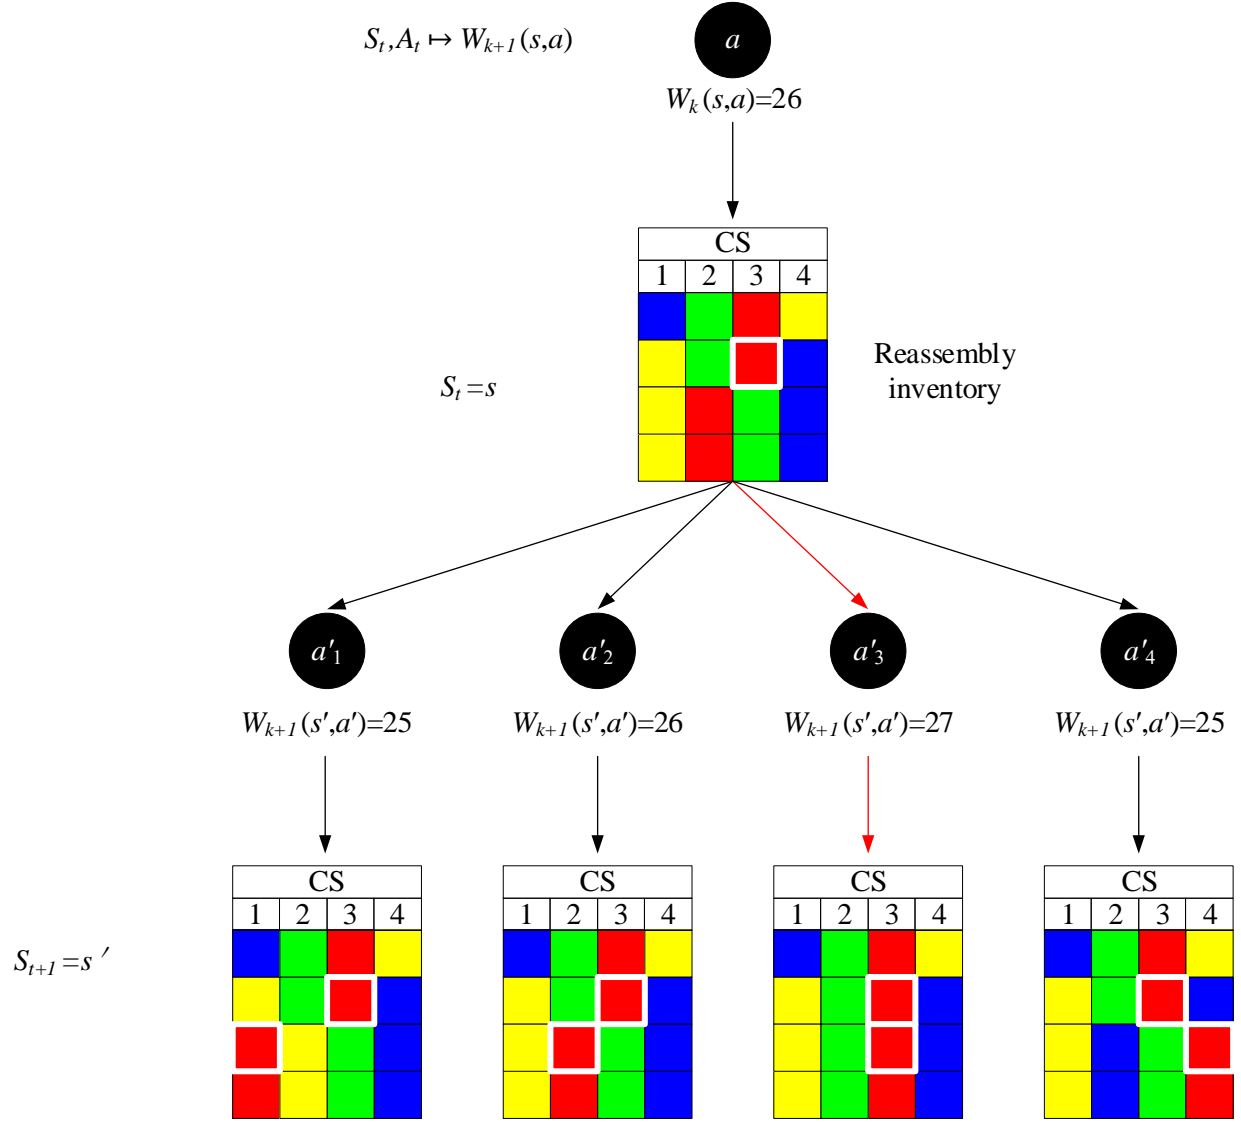 S_t,A_t ↦ W_{k+1}(s,a)
a
W_k(s,a)=26
CS
1 2 3 4
S_t=s
Reassembly
inventory
a′_1 a′_2 a′_3 a′_4
W_{k+1}(s′,a′)=25 W_{k+1}(s′,a′)=26 W_{k+1}(s′,a′)=27 W_{k+1}(s′,a′)=25
CS CS CS CS
1 2 3 4 1 2 3 4 1 2 3 4 1 2 3 4
S_{t+1}=s′